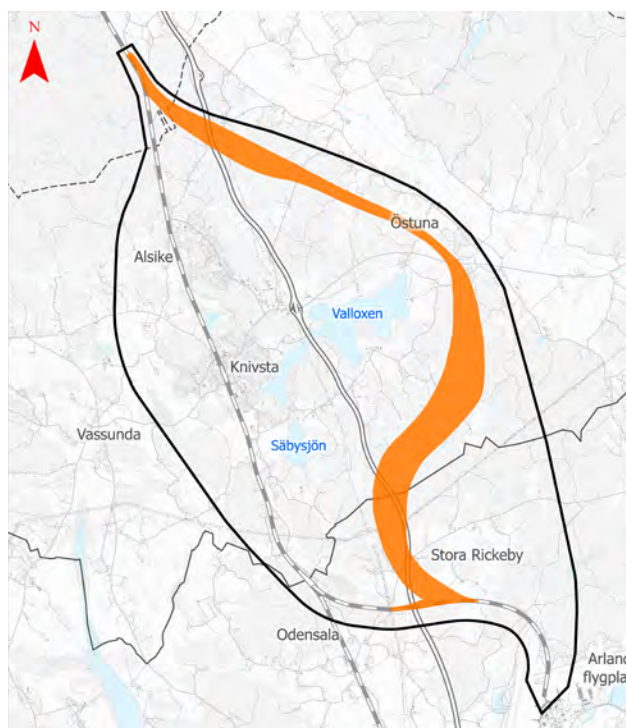 N
Östuna
Alsike
Valloxen
Knivsta
Vassunda
Säbysjön
Stora Rickeby
Odensala
Arland
flygpla